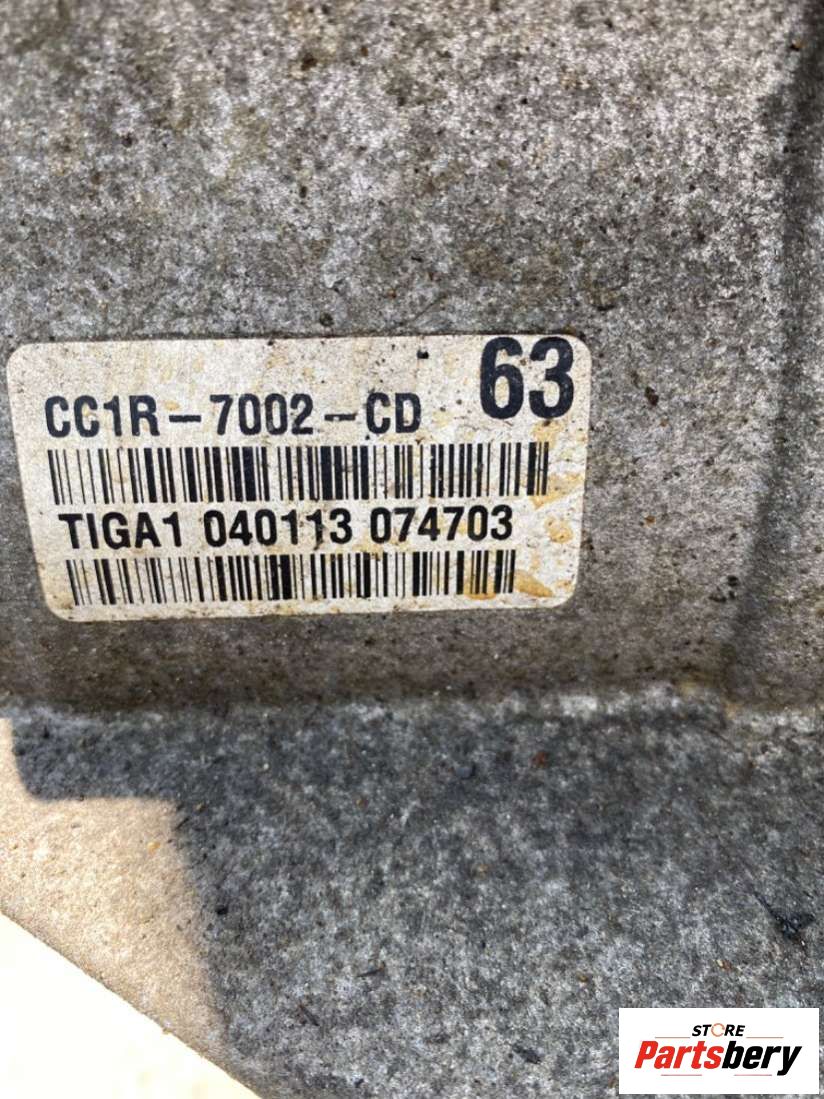 63
CC1R-7002-CD
TIGA1 040113 074703
STORE
Partsbery